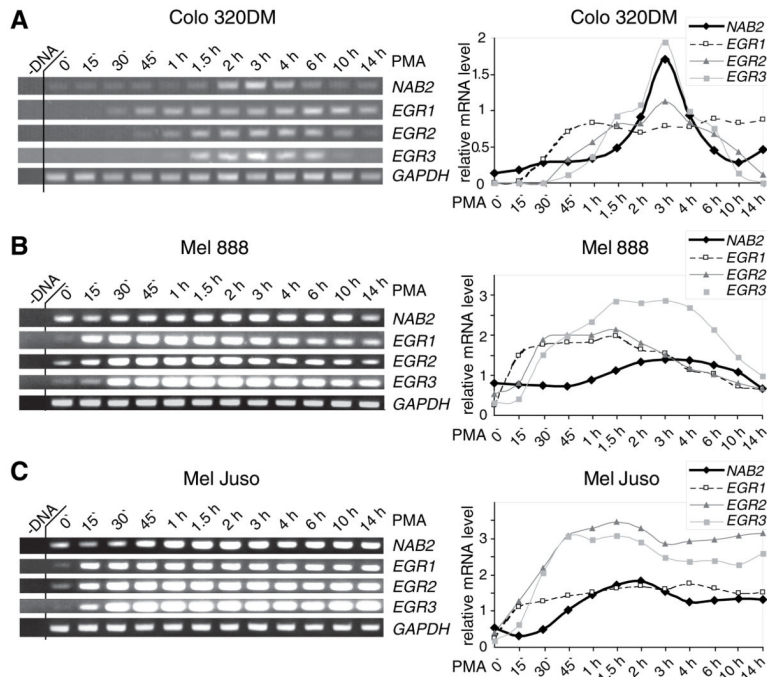 A
Colo 320DM
-DNA 0` 15` 30` 45` 1 h 1.5 h 2 h 3 h 4 h 6 h 10 h 14 h PMA
NAB2
EGR1
EGR2
EGR3
GAPDH
Colo 320DM
NAB2
EGR1
EGR2
EGR3
relative mRNA level
2
1.5
1
0.5
0
PMA 0` 15` 30` 45` 1 h 1.5 h 2 h 3 h 4 h 6 h 10 h 14 h
B
Mel 888
-DNA 0` 15` 30` 45` 1 h 1.5 h 2 h 3 h 4 h 6 h 10 h 14 h PMA
NAB2
EGR1
EGR2
EGR3
GAPDH
Mel 888
NAB2
EGR1
EGR2
EGR3
relative mRNA level
3
2
1
0
PMA 0` 15` 30` 45` 1 h 1.5 h 2 h 3 h 4 h 6 h 10 h 14 h
C
Mel Juso
-DNA 0` 15` 30` 45` 1 h 1.5 h 2 h 3 h 4 h 6 h 10 h 14 h PMA
NAB2
EGR1
EGR2
EGR3
GAPDH
Mel Juso
NAB2
EGR1
EGR2
EGR3
relative mRNA level
3
2
1
0
PMA 0` 15` 30` 45` 1 h 1.5 h 2 h 3 h 4 h 6 h 10 h 14 h